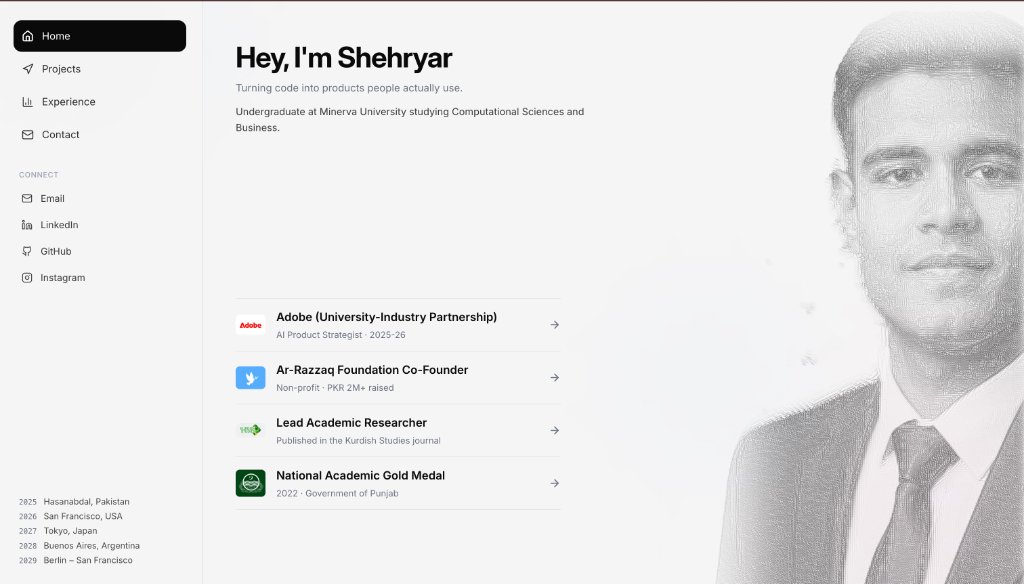 Home
Projects
Experience
Contact
CONNECT
Email
LinkedIn
GitHub
Instagram
2025 Hasanabdal, Pakistan
2026 San Francisco, USA
2027 Tokyo, Japan
2028 Buenos Aires, Argentina
2029 Berlin – San Francisco
Hey, I'm Shehryar
Turning code into products people actually use.
Undergraduate at Minerva University studying Computational Sciences and
Business.
Adobe
Adobe (University-Industry Partnership)
AI Product Strategist · 2025-26
Ar-Razzaq Foundation Co-Founder
Non-profit · PKR 2M+ raised
Lead Academic Researcher
Published in the Kurdish Studies journal
National Academic Gold Medal
2022 · Government of Punjab